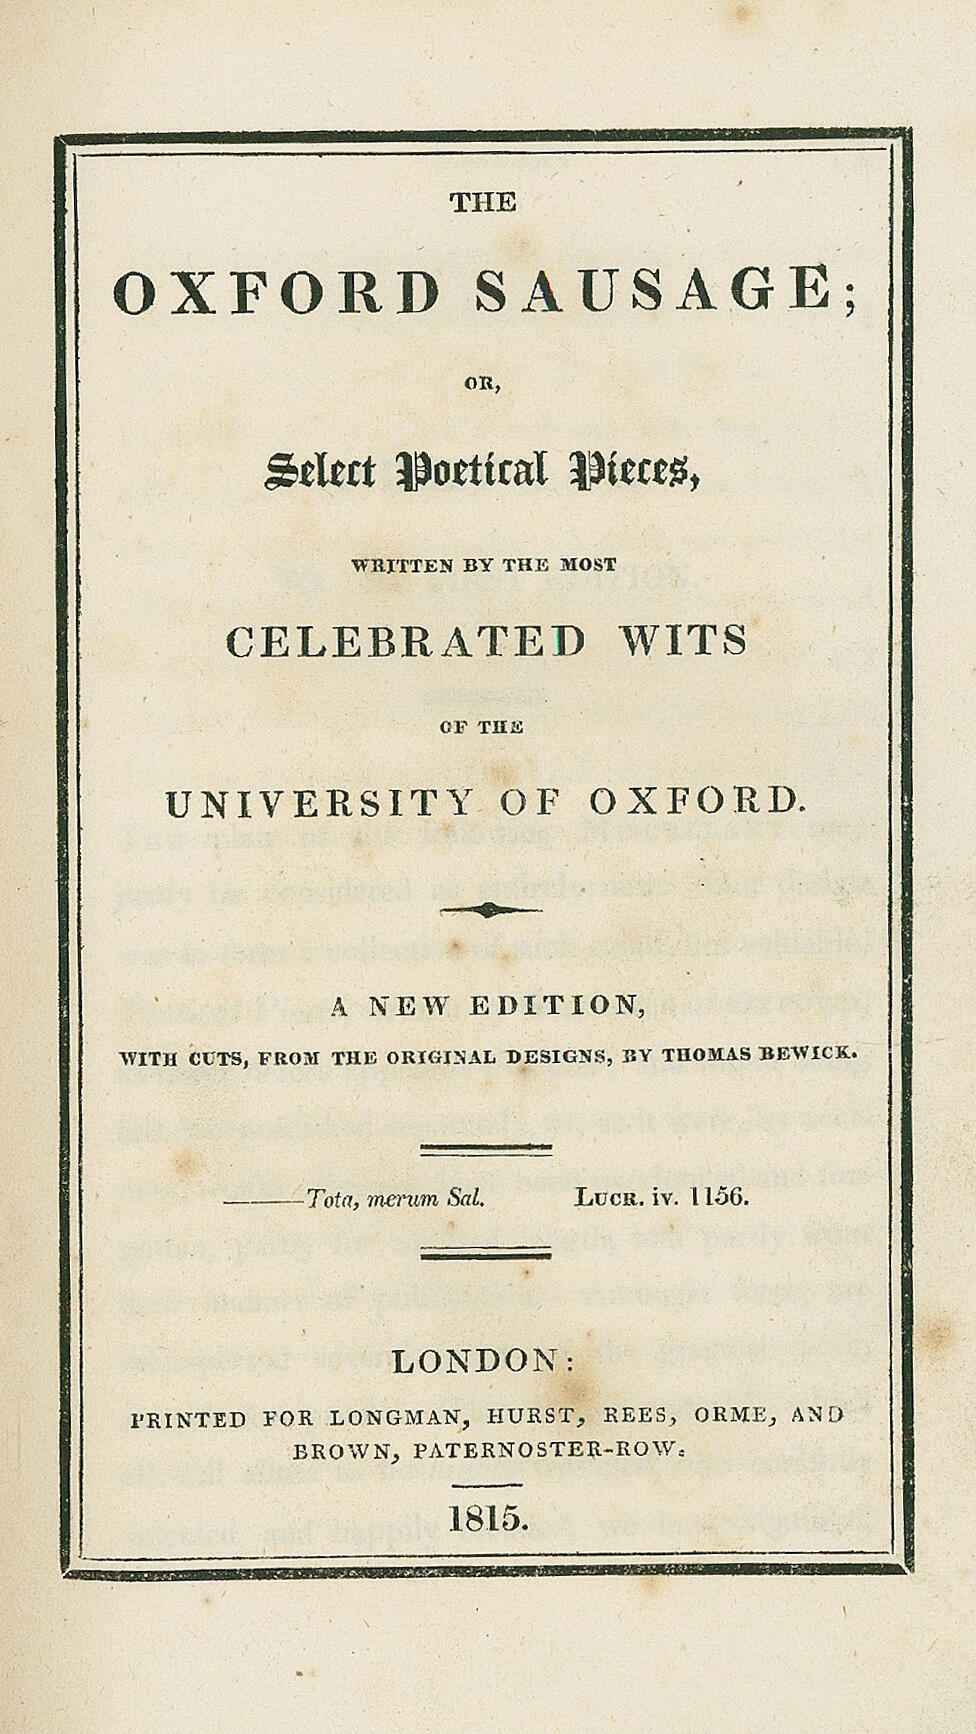 THE
OXFORD SAUSAGE;
OR,
Select Poetical Pieces,
WRITTEN BY THE MOST
CELEBRATED WITS
OF THE
UNIVERSITY OF OXFORD.
A NEW EDITION,
WITH CUTS, FROM THE ORIGINAL DESIGNS, BY THOMAS BEWICK.
———Tota, merum Sal. LUCR. iv. 1156.
LONDON:
PRINTED FOR LONGMAN, HURST, REES, ORME, AND
BROWN, PATERNOSTER-ROW.
1815.